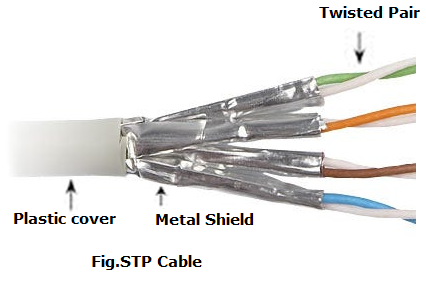 Twisted Pair
Plastic cover
Metal Shield
Fig.STP Cable